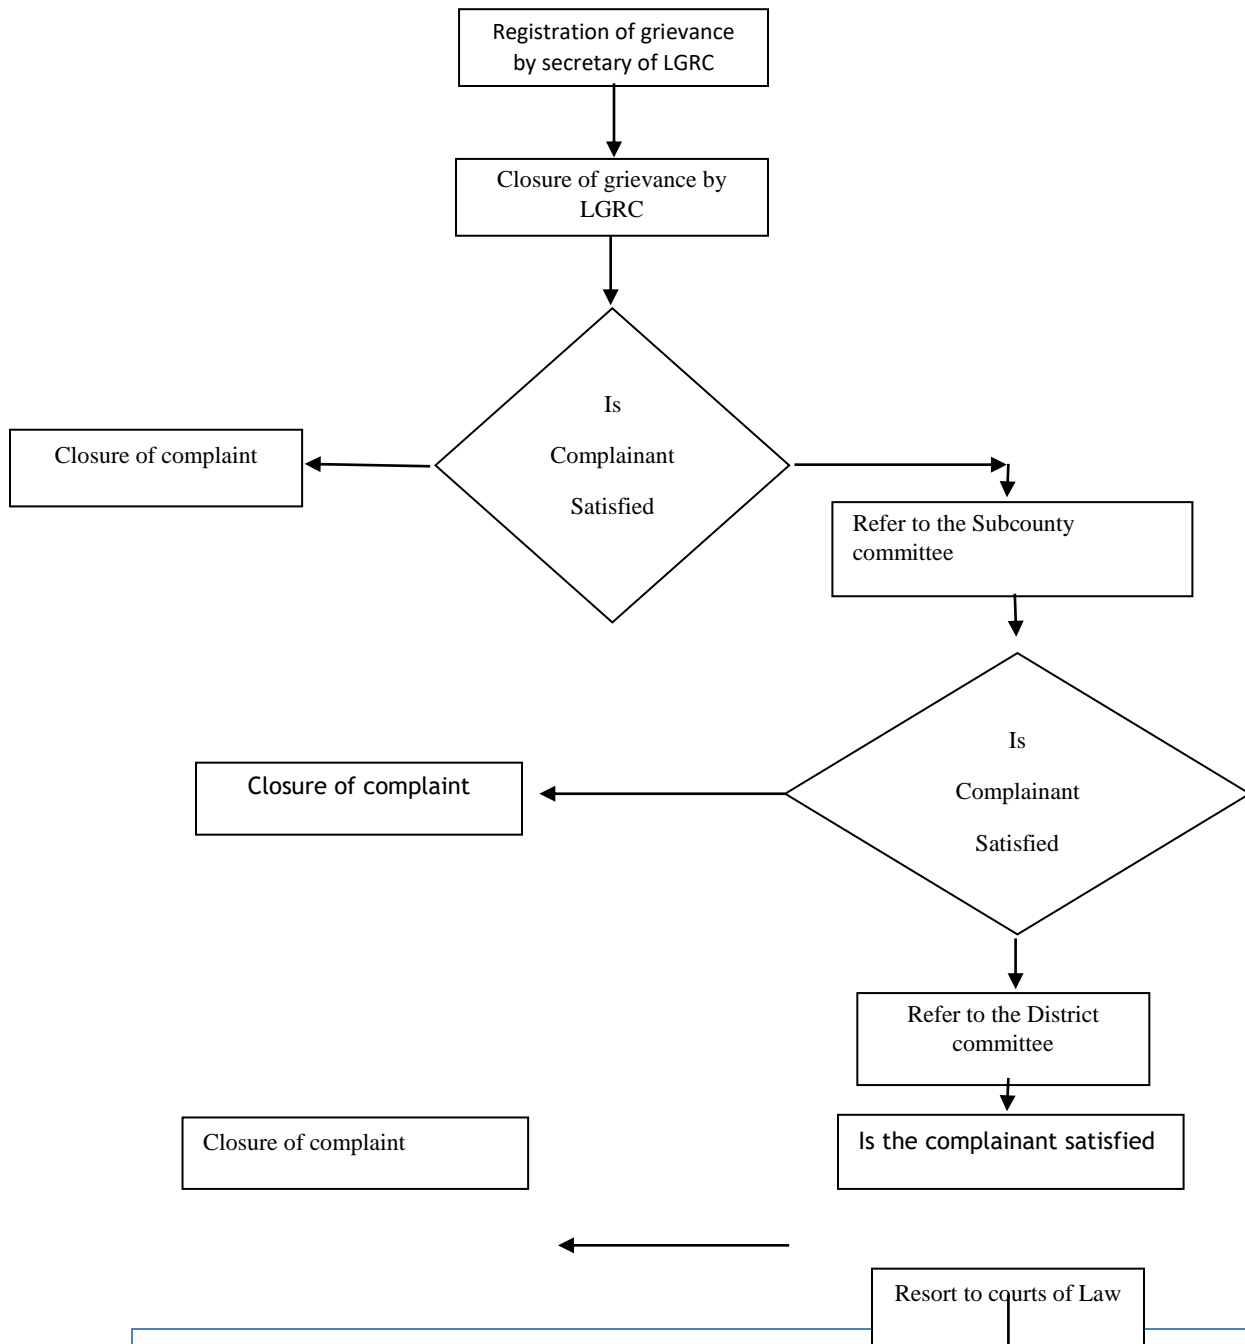 Registration of grievance
by secretary of LGRC
Closure of grievance by
LGRC
Is
Complainant
Satisfied
Closure of complaint
Refer to the Subcounty
committee
Is
Complainant
Satisfied
Closure of complaint
Refer to the District
committee
Closure of complaint
Is the complainant satisfied
Resort to courts of Law